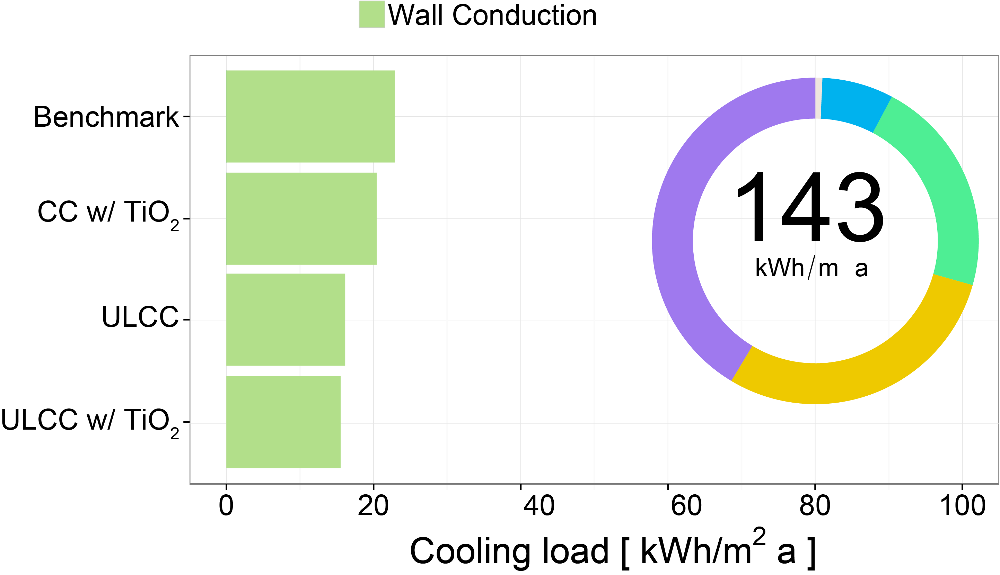 Wall Conduction
Benchmark
CC w/ TiO₂
ULCC
ULCC w/ TiO₂
143
kWh/m a
0 20 40 60 80 100
Cooling load [ kWh/m² a ]